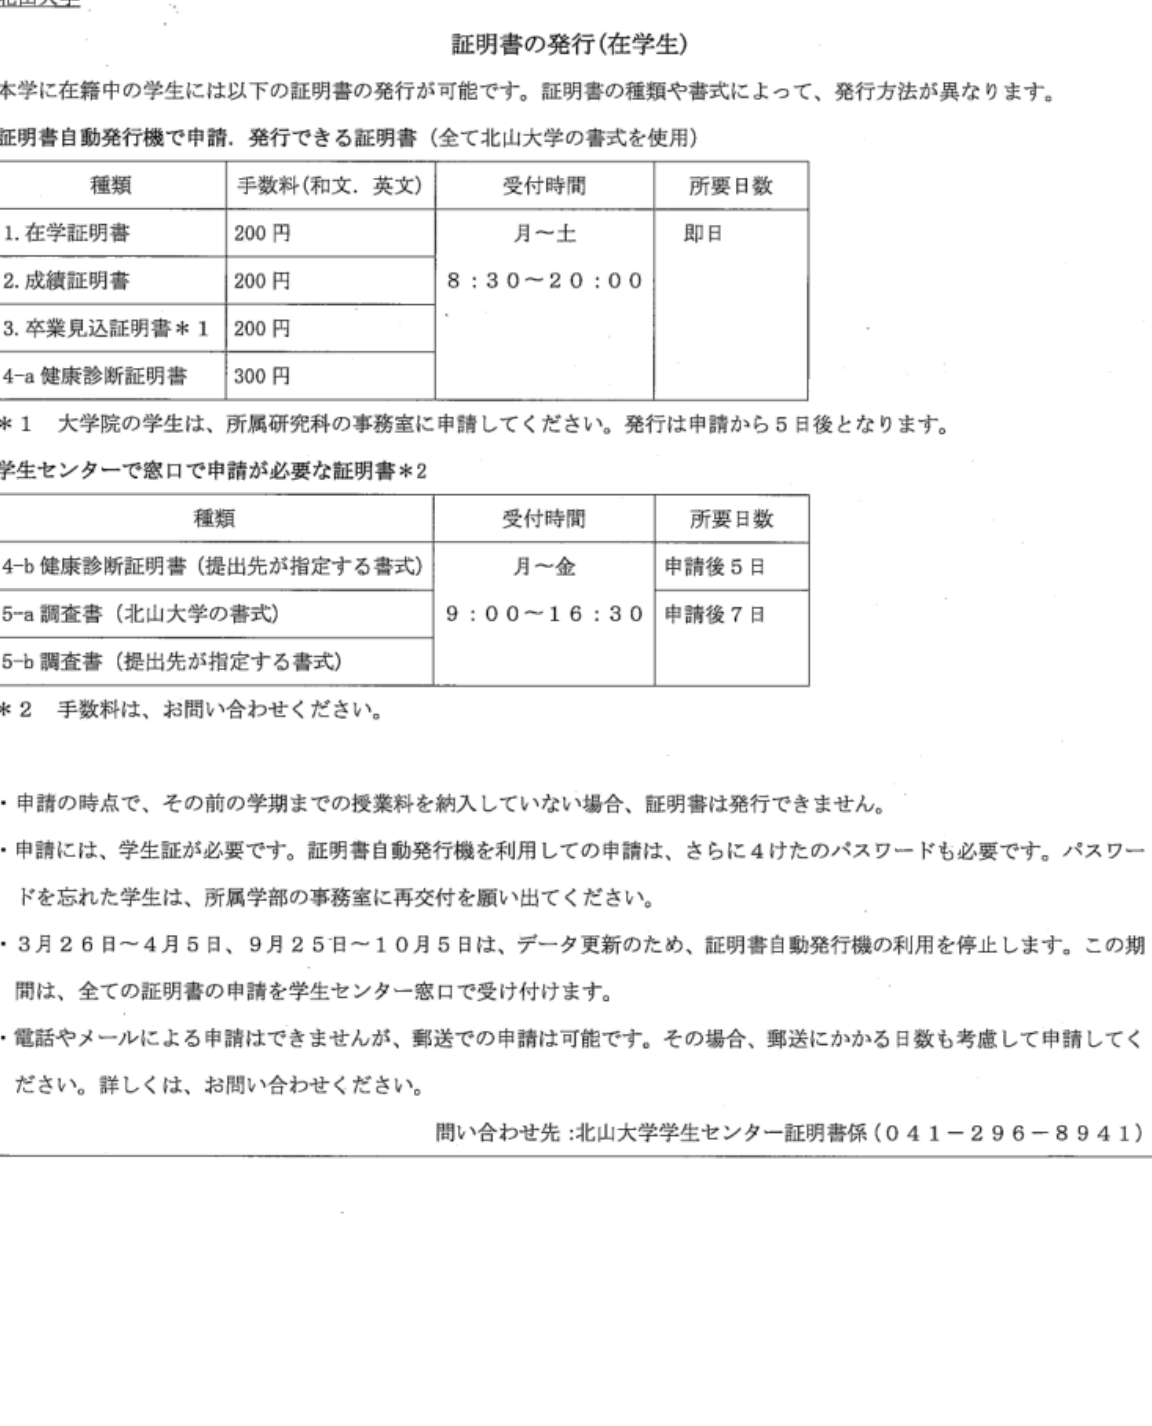 北山大学
証明書の発行(在学生)
本学に在籍中の学生には以下の証明書の発行が可能です。証明書の種類や書式によって、発行方法が異なります。
証明書自動発行機で申請. 発行できる証明書（全て北山大学の書式を使用）
種類 手数料(和文. 英文) 受付時間 所要日数
1. 在学証明書 200 円 月～土 即日
2. 成績証明書 200 円 8：30～20：00
3. 卒業見込証明書＊1 200 円
4-a 健康診断証明書 300 円
＊1　大学院の学生は、所属研究科の事務室に申請してください。発行は申請から5日後となります。
学生センターで窓口で申請が必要な証明書＊2
種類 受付時間 所要日数
4-b 健康診断証明書（提出先が指定する書式） 月～金 申請後5日
5-a 調査書（北山大学の書式） 9：00～16：30 申請後7日
5-b 調査書（提出先が指定する書式）
＊2　手数料は、お問い合わせください。
・申請の時点で、その前の学期までの授業料を納入していない場合、証明書は発行できません。
・申請には、学生証が必要です。証明書自動発行機を利用しての申請は、さらに4けたのパスワードも必要です。パスワー
ドを忘れた学生は、所属学部の事務室に再交付を願い出てください。
・3月26日～4月5日、9月25日～10月5日は、データ更新のため、証明書自動発行機の利用を停止します。この期
間は、全ての証明書の申請を学生センター窓口で受け付けます。
・電話やメールによる申請はできませんが、郵送での申請は可能です。その場合、郵送にかかる日数も考慮して申請してく
ださい。詳しくは、お問い合わせください。
問い合わせ先:北山大学学生センター証明書係(041－296－8941)